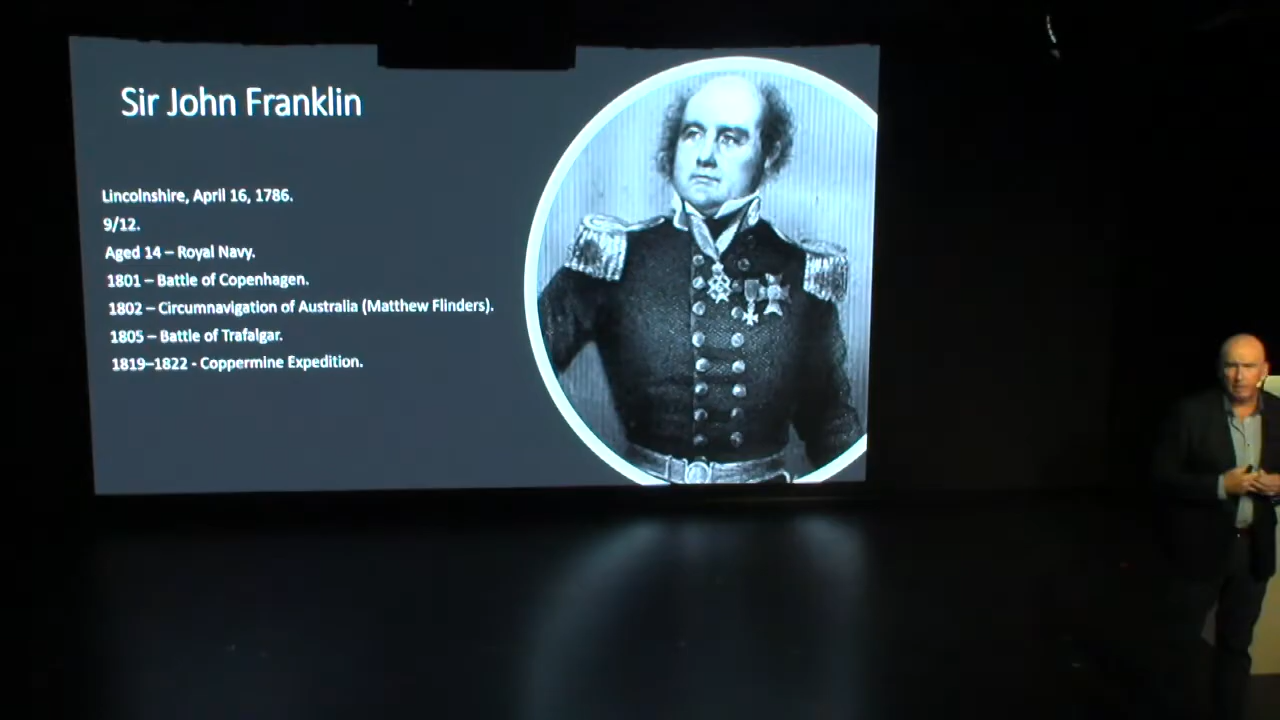 Sir John Franklin
Lincolnshire, April 16, 1786.
9/12.
Aged 14 – Royal Navy.
1801 – Battle of Copenhagen.
1802 – Circumnavigation of Australia (Matthew Flinders).
1805 – Battle of Trafalgar.
1819–1822 - Coppermine Expedition.